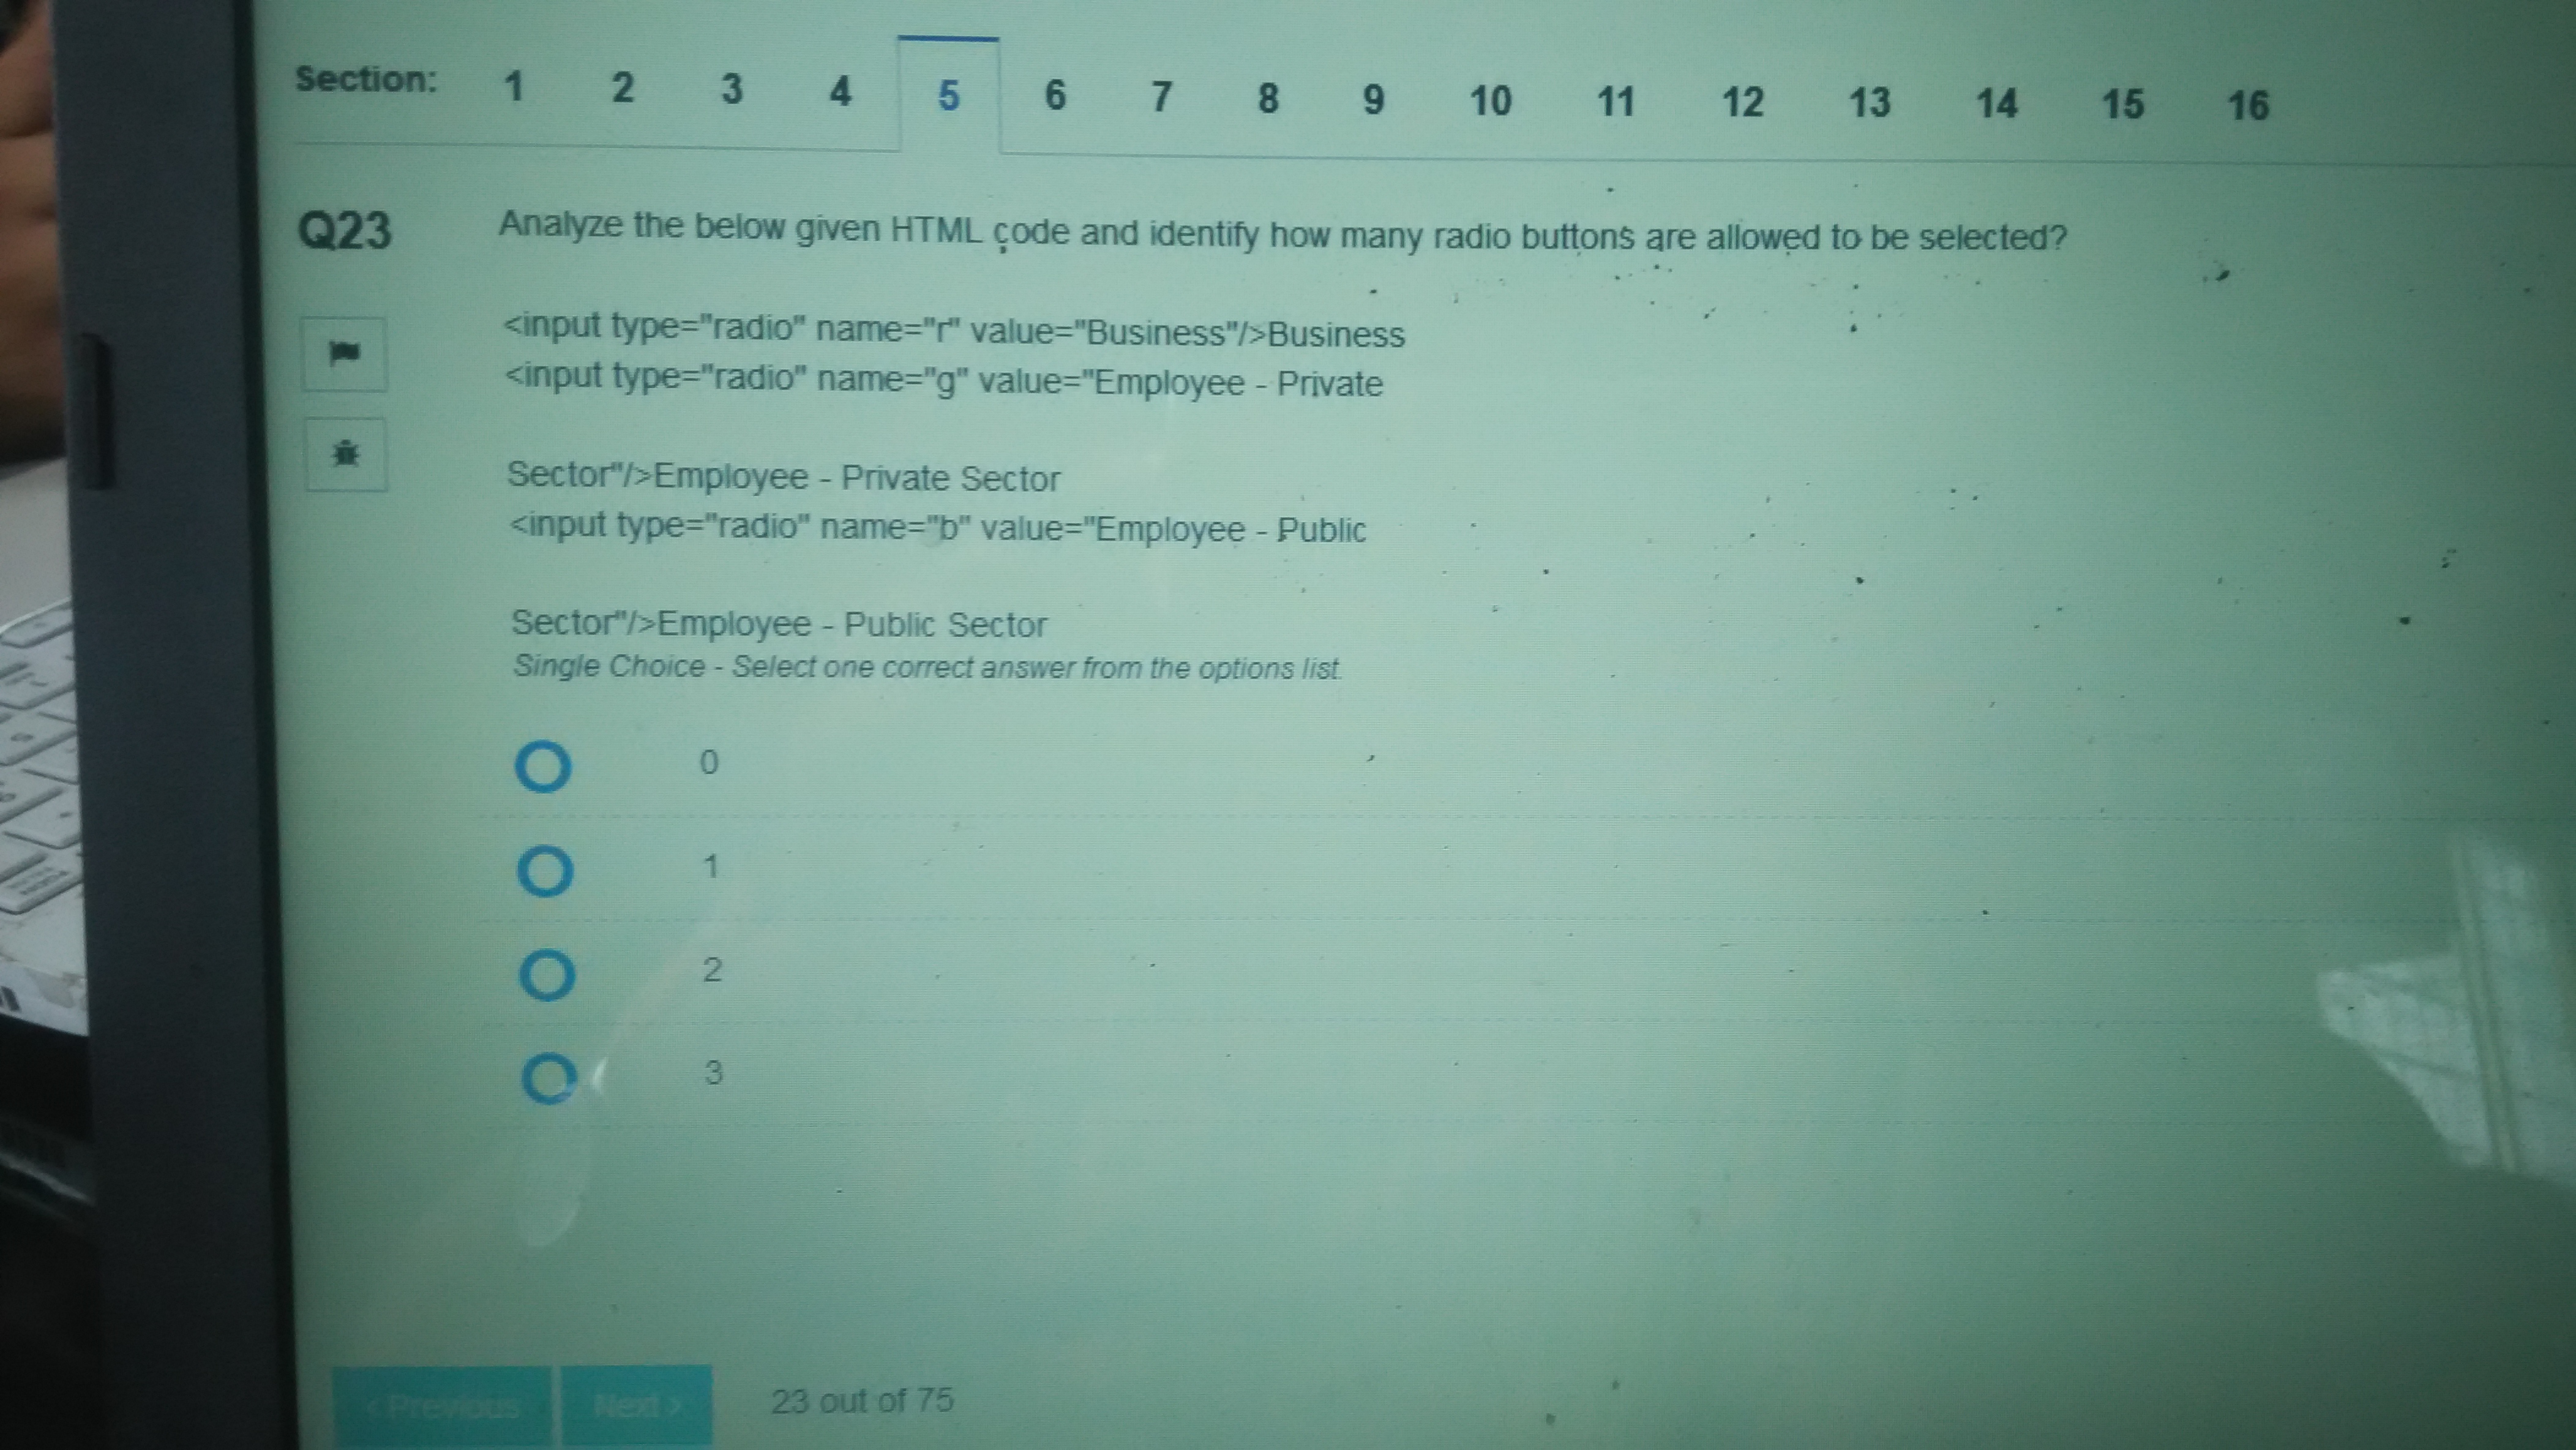 Section: 1 2 3 4 5 6 7 8 9 10 11 12 13 14 15 16
Q23 Analyze the below given HTML code and identify how many radio buttons are allowed to be selected?
<input type="radio" name="r" value="Business"/>Business
<input type="radio" name="g" value="Employee - Private
Sector"/>Employee - Private Sector
<input type="radio" name="b" value="Employee - Public
Sector"/>Employee - Public Sector
Single Choice - Select one correct answer from the options list.
0
1
2
3
< Previous Next > 23 out of 75